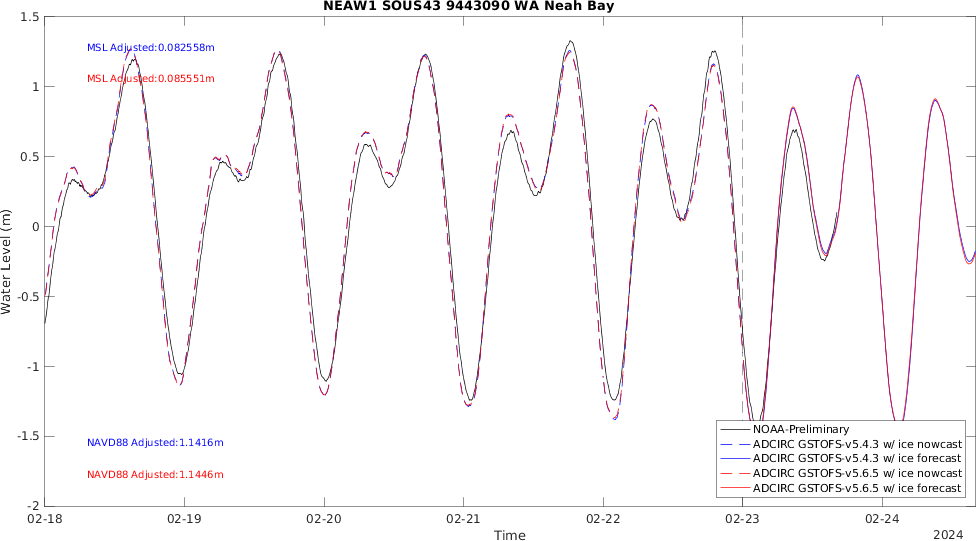 NEAW1 SOUS43 9443090 WA Neah Bay
1.5
1
0.5
0
-0.5
-1
-1.5
-2
Water Level (m)
MSL Adjusted:0.082558m
MSL Adjusted:0.085551m
NAVD88 Adjusted:1.1416m
NAVD88 Adjusted:1.1446m
NOAA-Preliminary
ADCIRC GSTOFS-v5.4.3 w/ ice nowcast
ADCIRC GSTOFS-v5.4.3 w/ ice forecast
ADCIRC GSTOFS-v5.6.5 w/ ice nowcast
ADCIRC GSTOFS-v5.6.5 w/ ice forecast
02-18 02-19 02-20 02-21 02-22 02-23 02-24
Time
2024